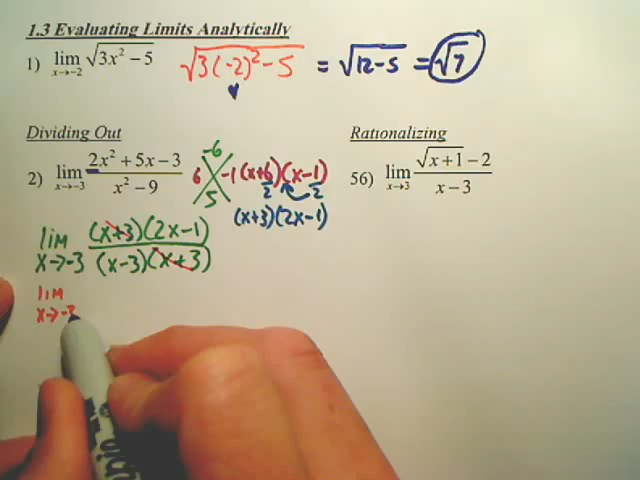 1.3 Evaluating Limits Analytically
1) lim x→-2 √(3x² - 5) √(3(-2)² - 5) = √(12-5) = √7
Dividing Out
2) lim x→-3 (2x² + 5x - 3)/(x² - 9)
-6
6 -1
5
(x+6/2)(x-1/2)
(x+3)(2x-1)
lim x→-3 (x+3)(2x-1)/(x-3)(x+3)
lim
x→-3
Rationalizing
56) lim x→3 (√(x+1) - 2)/(x - 3)